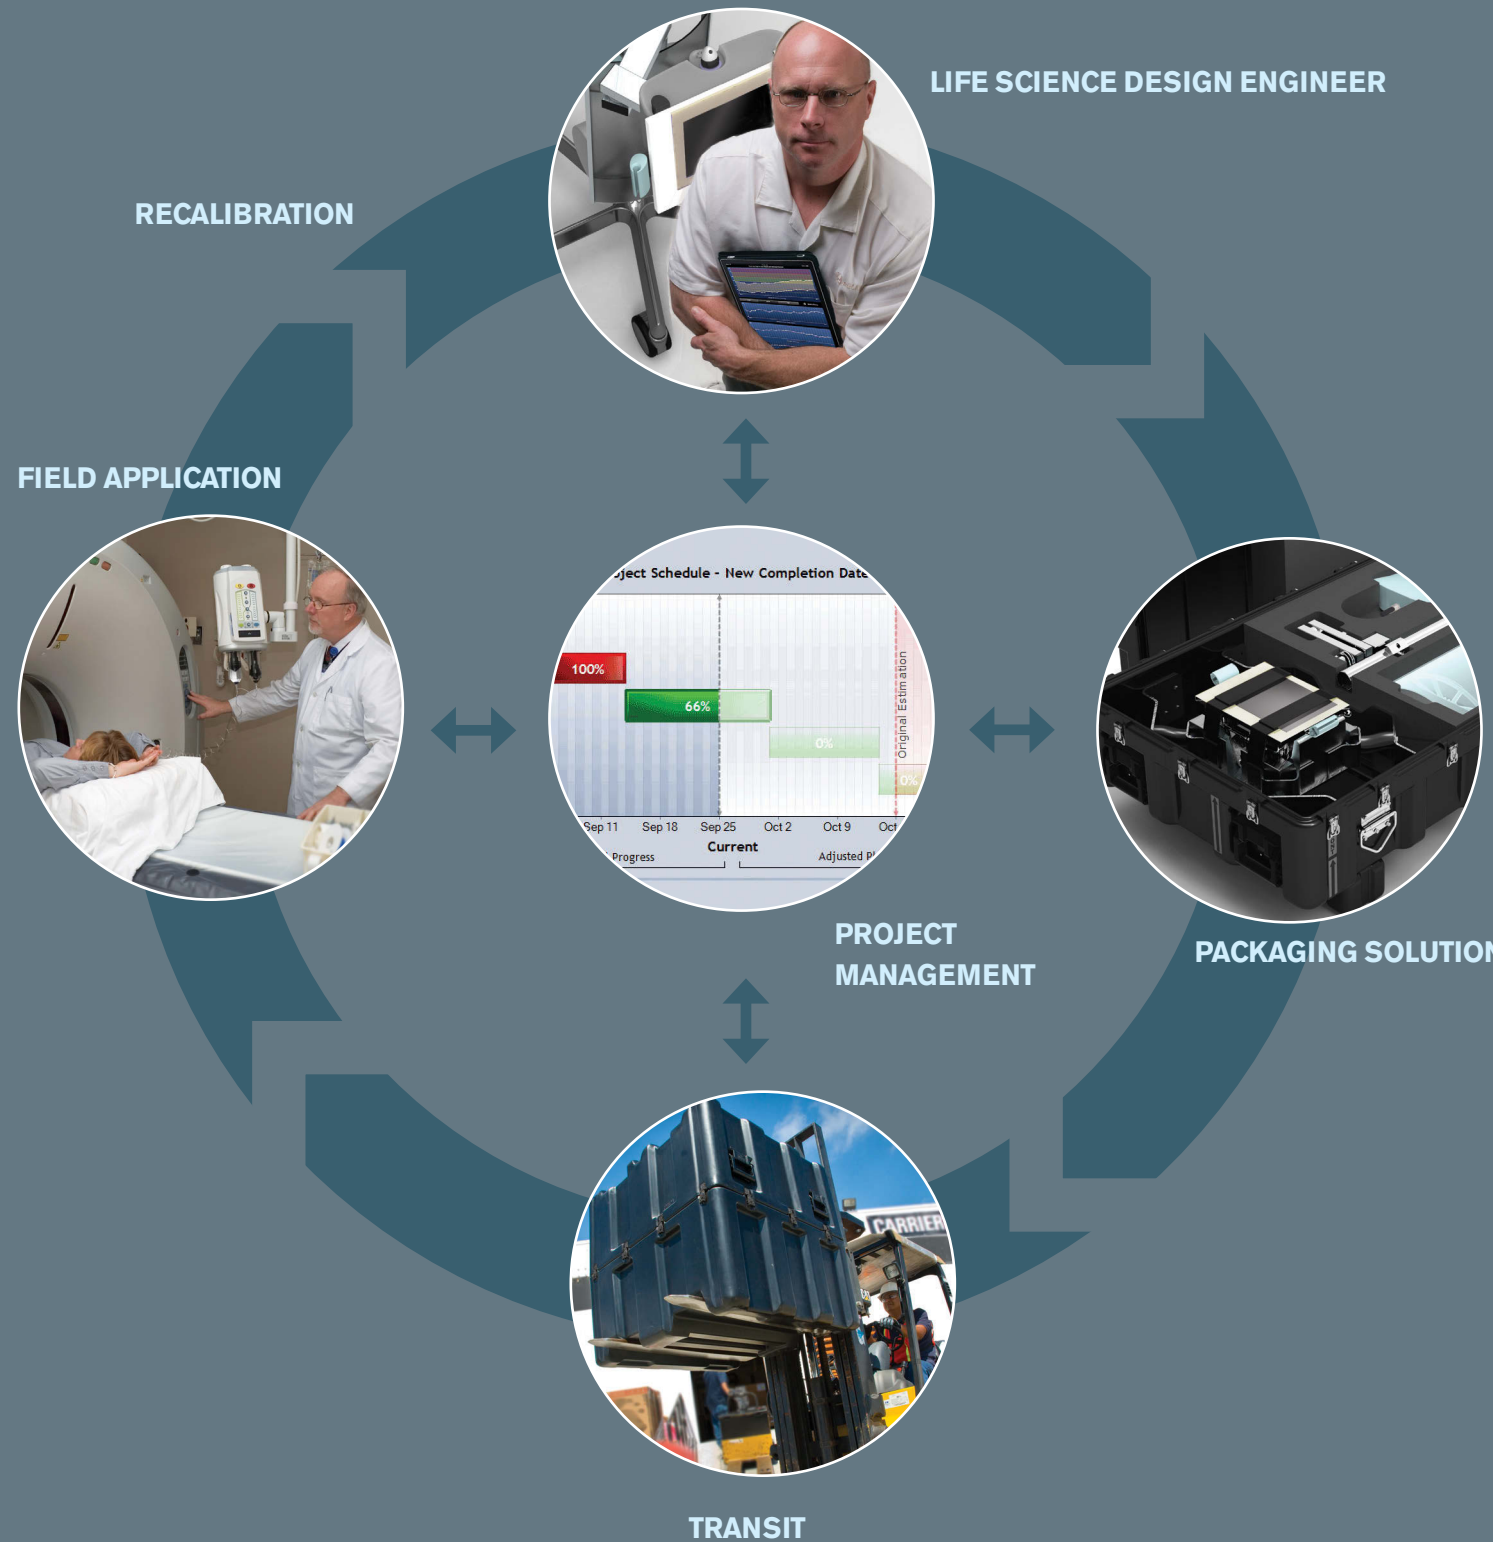 LIFE SCIENCE DESIGN ENGINEER
RECALIBRATION
FIELD APPLICATION
Project Schedule - New Completion Date
100%
66%
0%
0%
Original Estimation
Sep 11
Sep 18
Sep 25
Oct 2
Oct 9
Oct
Current
Progress
Adjusted
PROJECT
MANAGEMENT
PACKAGING SOLUTION
CARRIER
TRANSIT